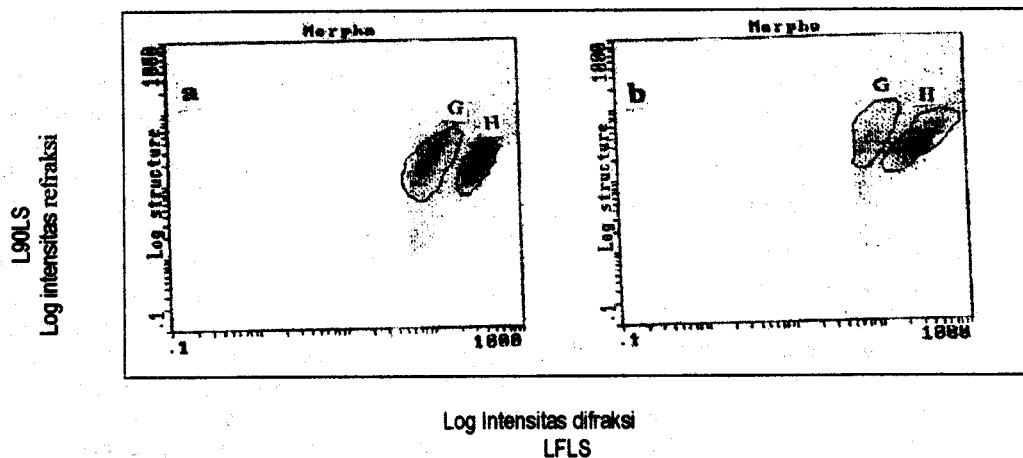 Morpho
Morpho
1000
a
G
H
Log structure
.1
.1
1000
1000
b
G
H
Log structure
.1
.1
1000
L90LS
Log intensitas refraksi
Log Intensitas difraksi
LFLS